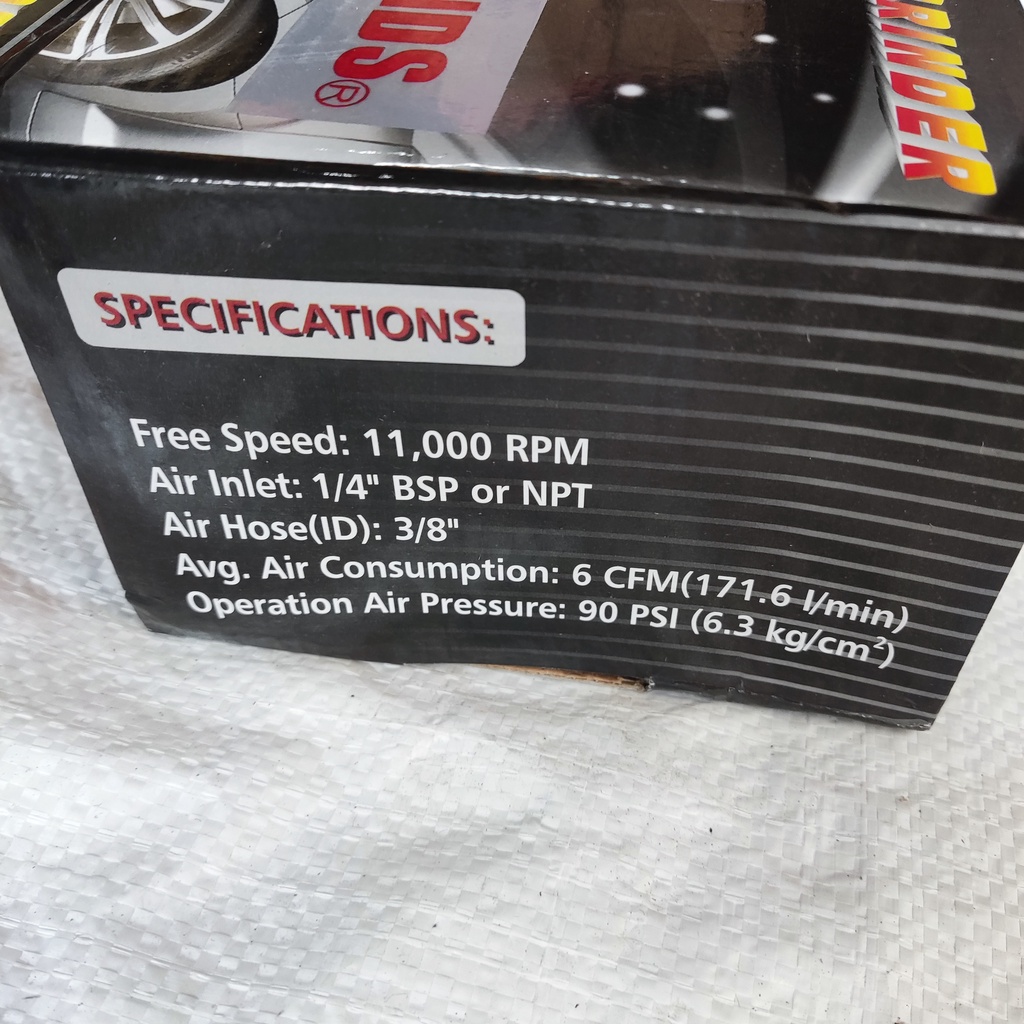 SPECIFICATIONS:
Free Speed: 11,000 RPM
Air Inlet: 1/4" BSP or NPT
Air Hose(ID): 3/8"
Avg. Air Consumption: 6 CFM(171.6 l/min)
Operation Air Pressure: 90 PSI (6.3 kg/cm²)